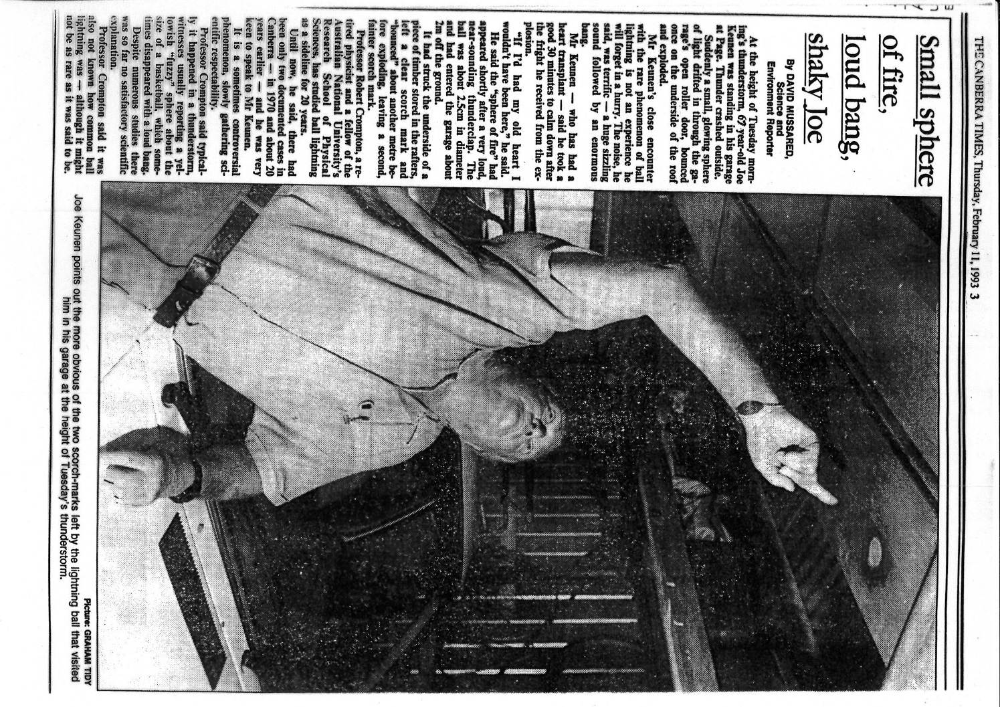 THE CANBERRA TIMES, Thursday, February 11, 1993 3
Small sphere
of fire,
loud bang,
shaky Joe
By DAVID MUSSARED,
Science and
Environment Reporter
At the height of Tuesday morn-
ing's thunderstorm, 67-year-old Joe
Keunen was standing in his garage
at Page. Thunder crashed outside.
Suddenly a small, glowing sphere
of light drifted in through the ga-
rage's open roller door, bounced
once on the underside of the roof
and exploded.
Mr Keunen's close encounter
with the rare phenomenon of ball
lightning is not an experience he
will forget in a hurry. The noise, he
said, was terrific — a huge sizzling
sound followed by an enormous
bang.
Mr Keunen — who has had a
heart transplant — said he took a
good 30 minutes to calm down after
the fright he received from the ex-
plosion.
"If I'd had my old heart I
wouldn't have been here," he said.
He said the "sphere of fire" had
appeared shortly after a very loud,
near-sounding thunderclap. The
ball was about 2.5cm in diameter
and had entered the garage about
2m off the ground.
It had struck the underside of a
piece of timber stored in the rafters,
left a clear scorch mark and
"bounced" about another metre be-
fore exploding, leaving a second,
fainter scorch mark.
Professor Robert Crompton, a re-
tired physicist and a fellow of the
Australian National University's
Research School of Physical
Sciences, has studied ball lightning
as a sideline for 20 years.
Until now, he said, there had
been only two documented cases in
Canberra — in 1970 and about 20
years earlier — and he was very
keen to speak to Mr Keunen.
It is a sometimes controversial
phenomenon, slowly gathering sci-
entific respectability.
Professor Crompton said typical-
ly it happened in a thunderstorm,
witnesses usually reporting a yel-
lowish "fuzzy" sphere about the
size of a basketball, which some-
times disappeared with a loud bang.
Despite numerous studies there
was so far no satisfactory scientific
explanation.
Professor Crompton said it was
also not known how common ball
lightning was — although it might
not be as rare as it was said to be.
Picture: GRAHAM TIDY
Joe Keunen points out the more obvious of the two scorch-marks left by the lightning ball that visited
him in his garage at the height of Tuesday's thunderstorm.